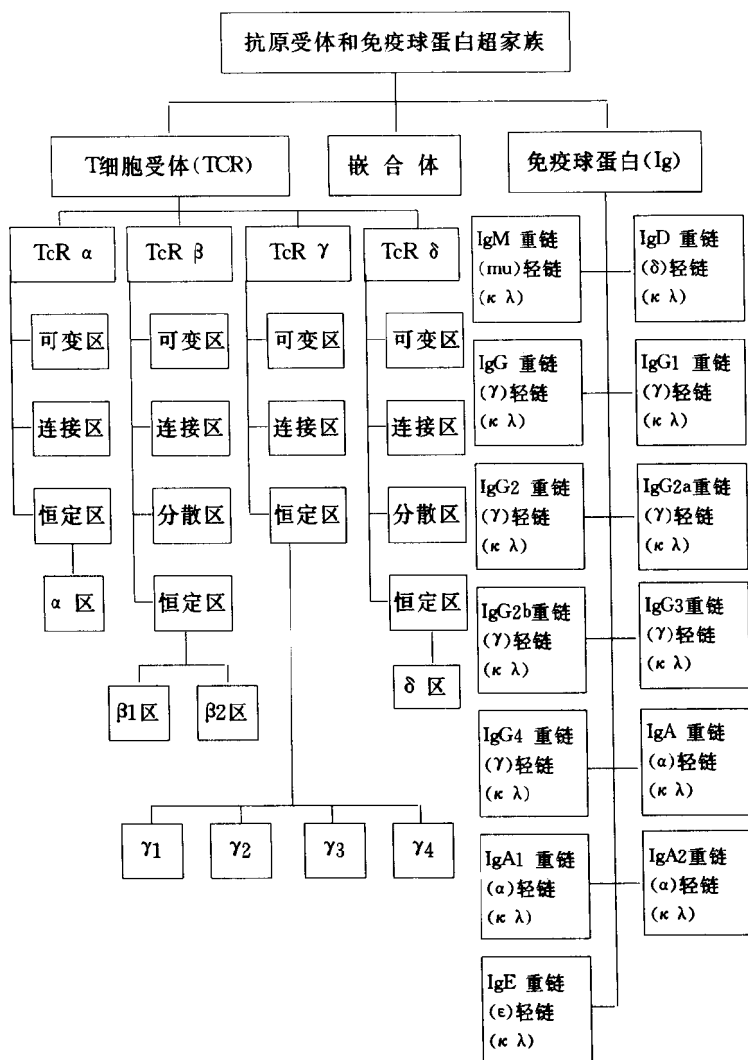 抗原受体和免疫球蛋白超家族
T细胞受体(TCR)
嵌合体
免疫球蛋白(Ig)
TcR α
TcR β
TcR γ
TcR δ
可变区
可变区
可变区
可变区
连接区
连接区
连接区
连接区
恒定区
分散区
恒定区
分散区
α 区
恒定区
恒定区
β1区
β2区
δ 区
γ1
γ2
γ3
γ4
IgM 重链
(mu)轻链
(κ λ)
IgD 重链
(δ)轻链
(κ λ)
IgG 重链
(γ)轻链
(κ λ)
IgG1 重链
(γ)轻链
(κ λ)
IgG2 重链
(γ)轻链
(κ λ)
IgG2a重链
(γ)轻链
(κ λ)
IgG2b重链
(γ)轻链
(κ λ)
IgG3重链
(γ)轻链
(κ λ)
IgG4 重链
(γ)轻链
(κ λ)
IgA 重链
(α)轻链
(κ λ)
IgA1 重链
(α)轻链
(κ λ)
IgA2重链
(α)轻链
(κ λ)
IgE 重链
(ε)轻链
(κ λ)